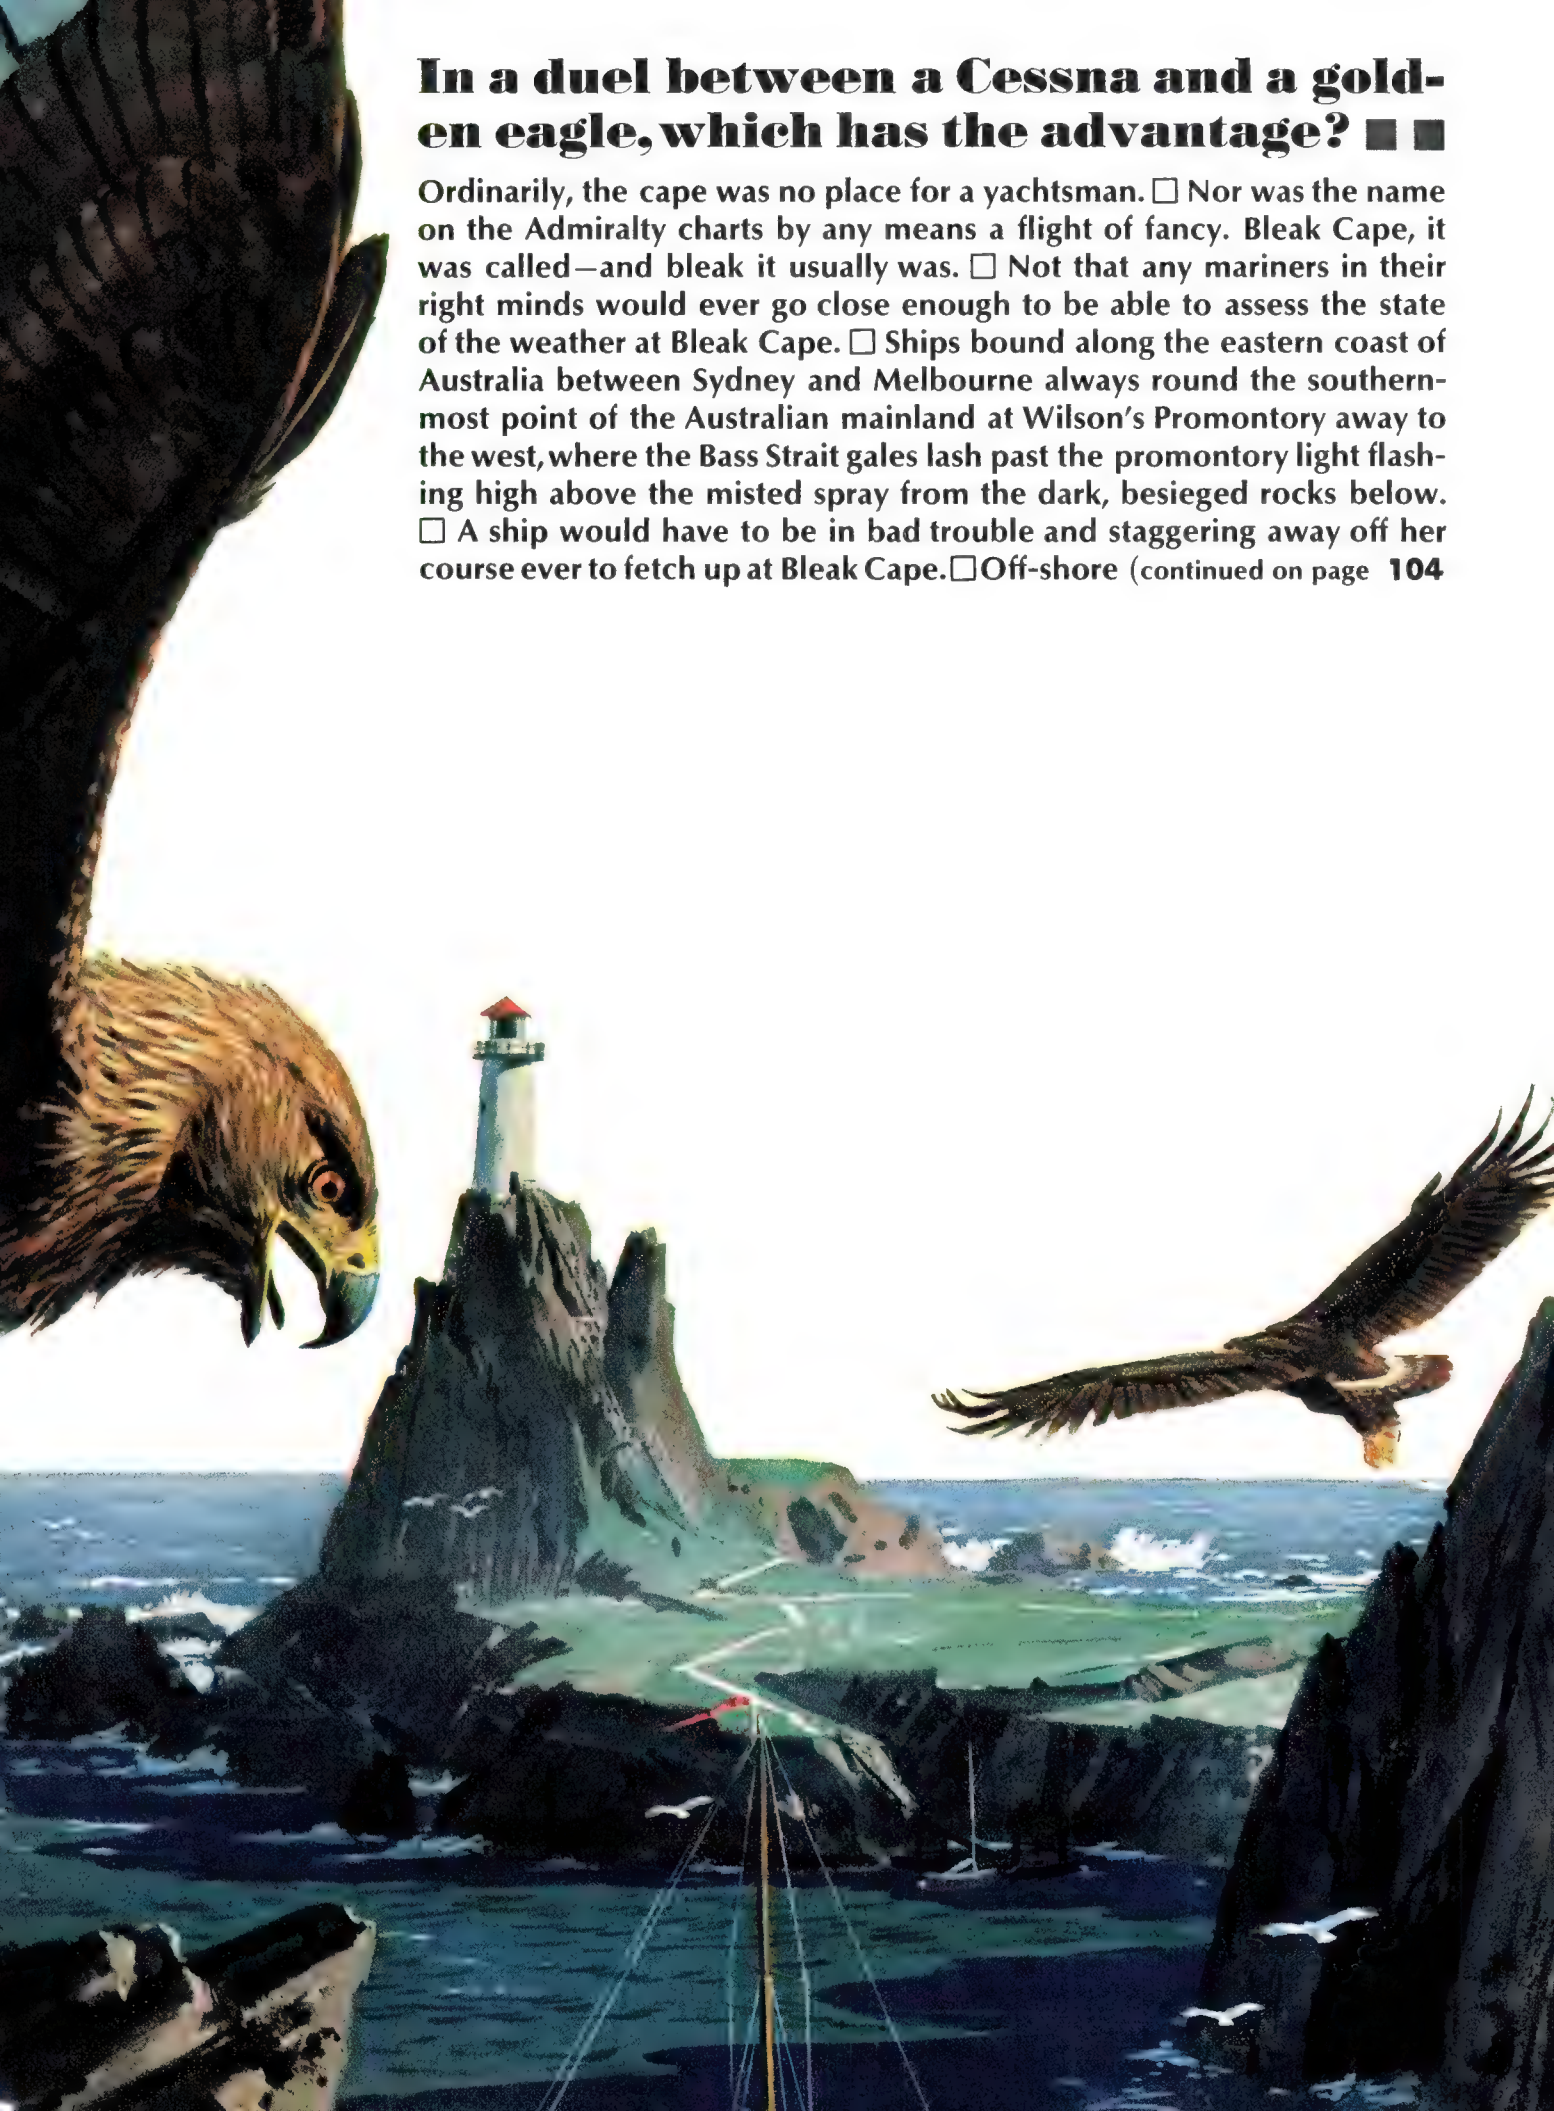 In a duel between a Cessna and a gold-
en eagle, which has the advantage? ■ ■
Ordinarily, the cape was no place for a yachtsman. □ Nor was the name
on the Admiralty charts by any means a flight of fancy. Bleak Cape, it
was called—and bleak it usually was. □ Not that any mariners in their
right minds would ever go close enough to be able to assess the state
of the weather at Bleak Cape. □ Ships bound along the eastern coast of
Australia between Sydney and Melbourne always round the southern-
most point of the Australian mainland at Wilson's Promontory away to
the west, where the Bass Strait gales lash past the promontory light flash-
ing high above the misted spray from the dark, besieged rocks below.
□ A ship would have to be in bad trouble and staggering away off her
course ever to fetch up at Bleak Cape. □ Off-shore (continued on page 104